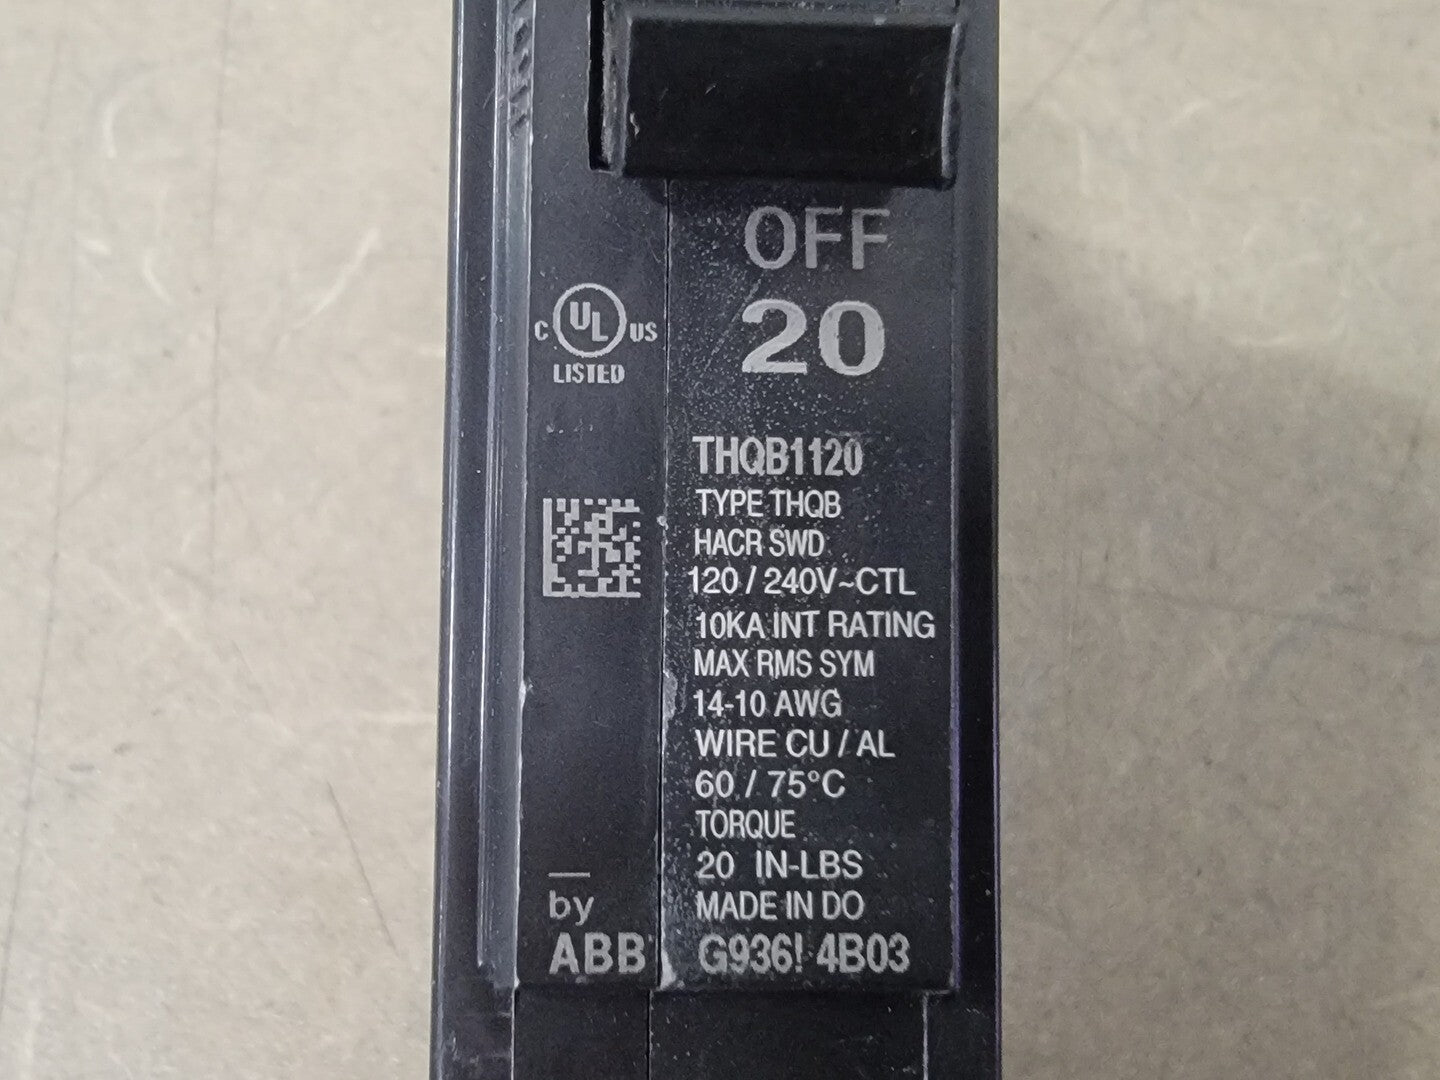 OFF
20
C UL US
LISTED
THQB1120
TYPE THQB
HACR SWD
120 / 240V~CTL
10KA INT RATING
MAX RMS SYM
14-10 AWG
WIRE CU / AL
60 / 75°C
TORQUE
20 IN-LBS
MADE IN DO
G936! 4B03
by
ABB